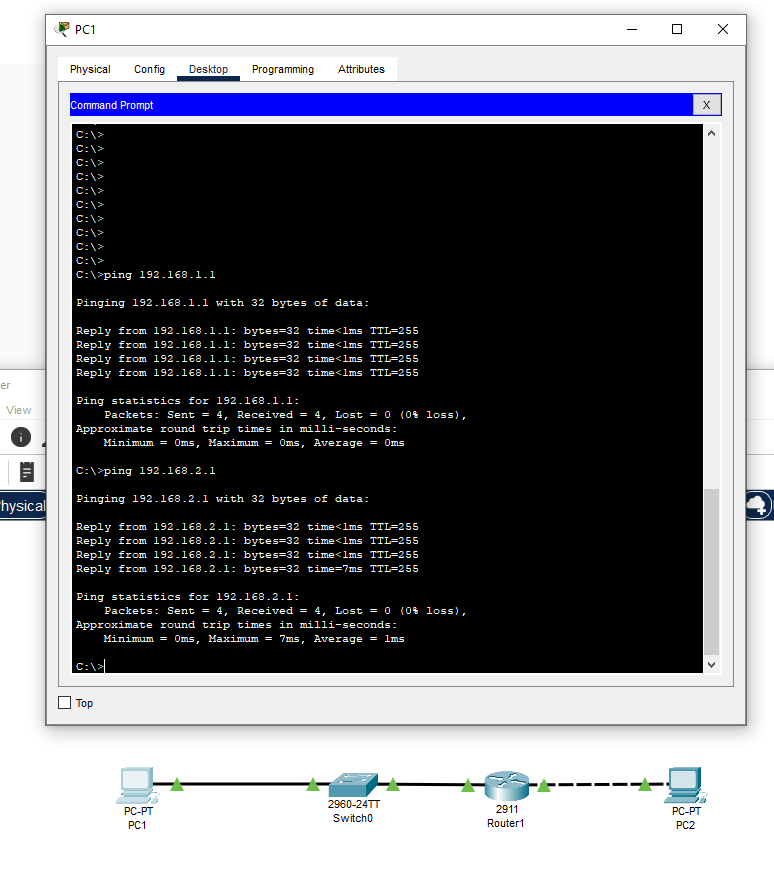 PC1
Physical Config Desktop Programming Attributes
Command Prompt X
C:\>
C:\>
C:\>
C:\>
C:\>
C:\>
C:\>
C:\>
C:\>
C:\>
C:\>ping 192.168.1.1
Pinging 192.168.1.1 with 32 bytes of data:
Reply from 192.168.1.1: bytes=32 time<1ms TTL=255
Reply from 192.168.1.1: bytes=32 time<1ms TTL=255
Reply from 192.168.1.1: bytes=32 time<1ms TTL=255
Reply from 192.168.1.1: bytes=32 time<1ms TTL=255
Ping statistics for 192.168.1.1:
Packets: Sent = 4, Received = 4, Lost = 0 (0% loss),
Approximate round trip times in milli-seconds:
Minimum = 0ms, Maximum = 0ms, Average = 0ms
C:\>ping 192.168.2.1
Pinging 192.168.2.1 with 32 bytes of data:
Reply from 192.168.2.1: bytes=32 time<1ms TTL=255
Reply from 192.168.2.1: bytes=32 time<1ms TTL=255
Reply from 192.168.2.1: bytes=32 time<1ms TTL=255
Reply from 192.168.2.1: bytes=32 time=7ms TTL=255
Ping statistics for 192.168.2.1:
Packets: Sent = 4, Received = 4, Lost = 0 (0% loss),
Approximate round trip times in milli-seconds:
Minimum = 0ms, Maximum = 7ms, Average = 1ms
C:\>
Top
er
View
hysical
PC-PT
PC1
2960-24TT
Switch0
2911
Router1
PC-PT
PC2